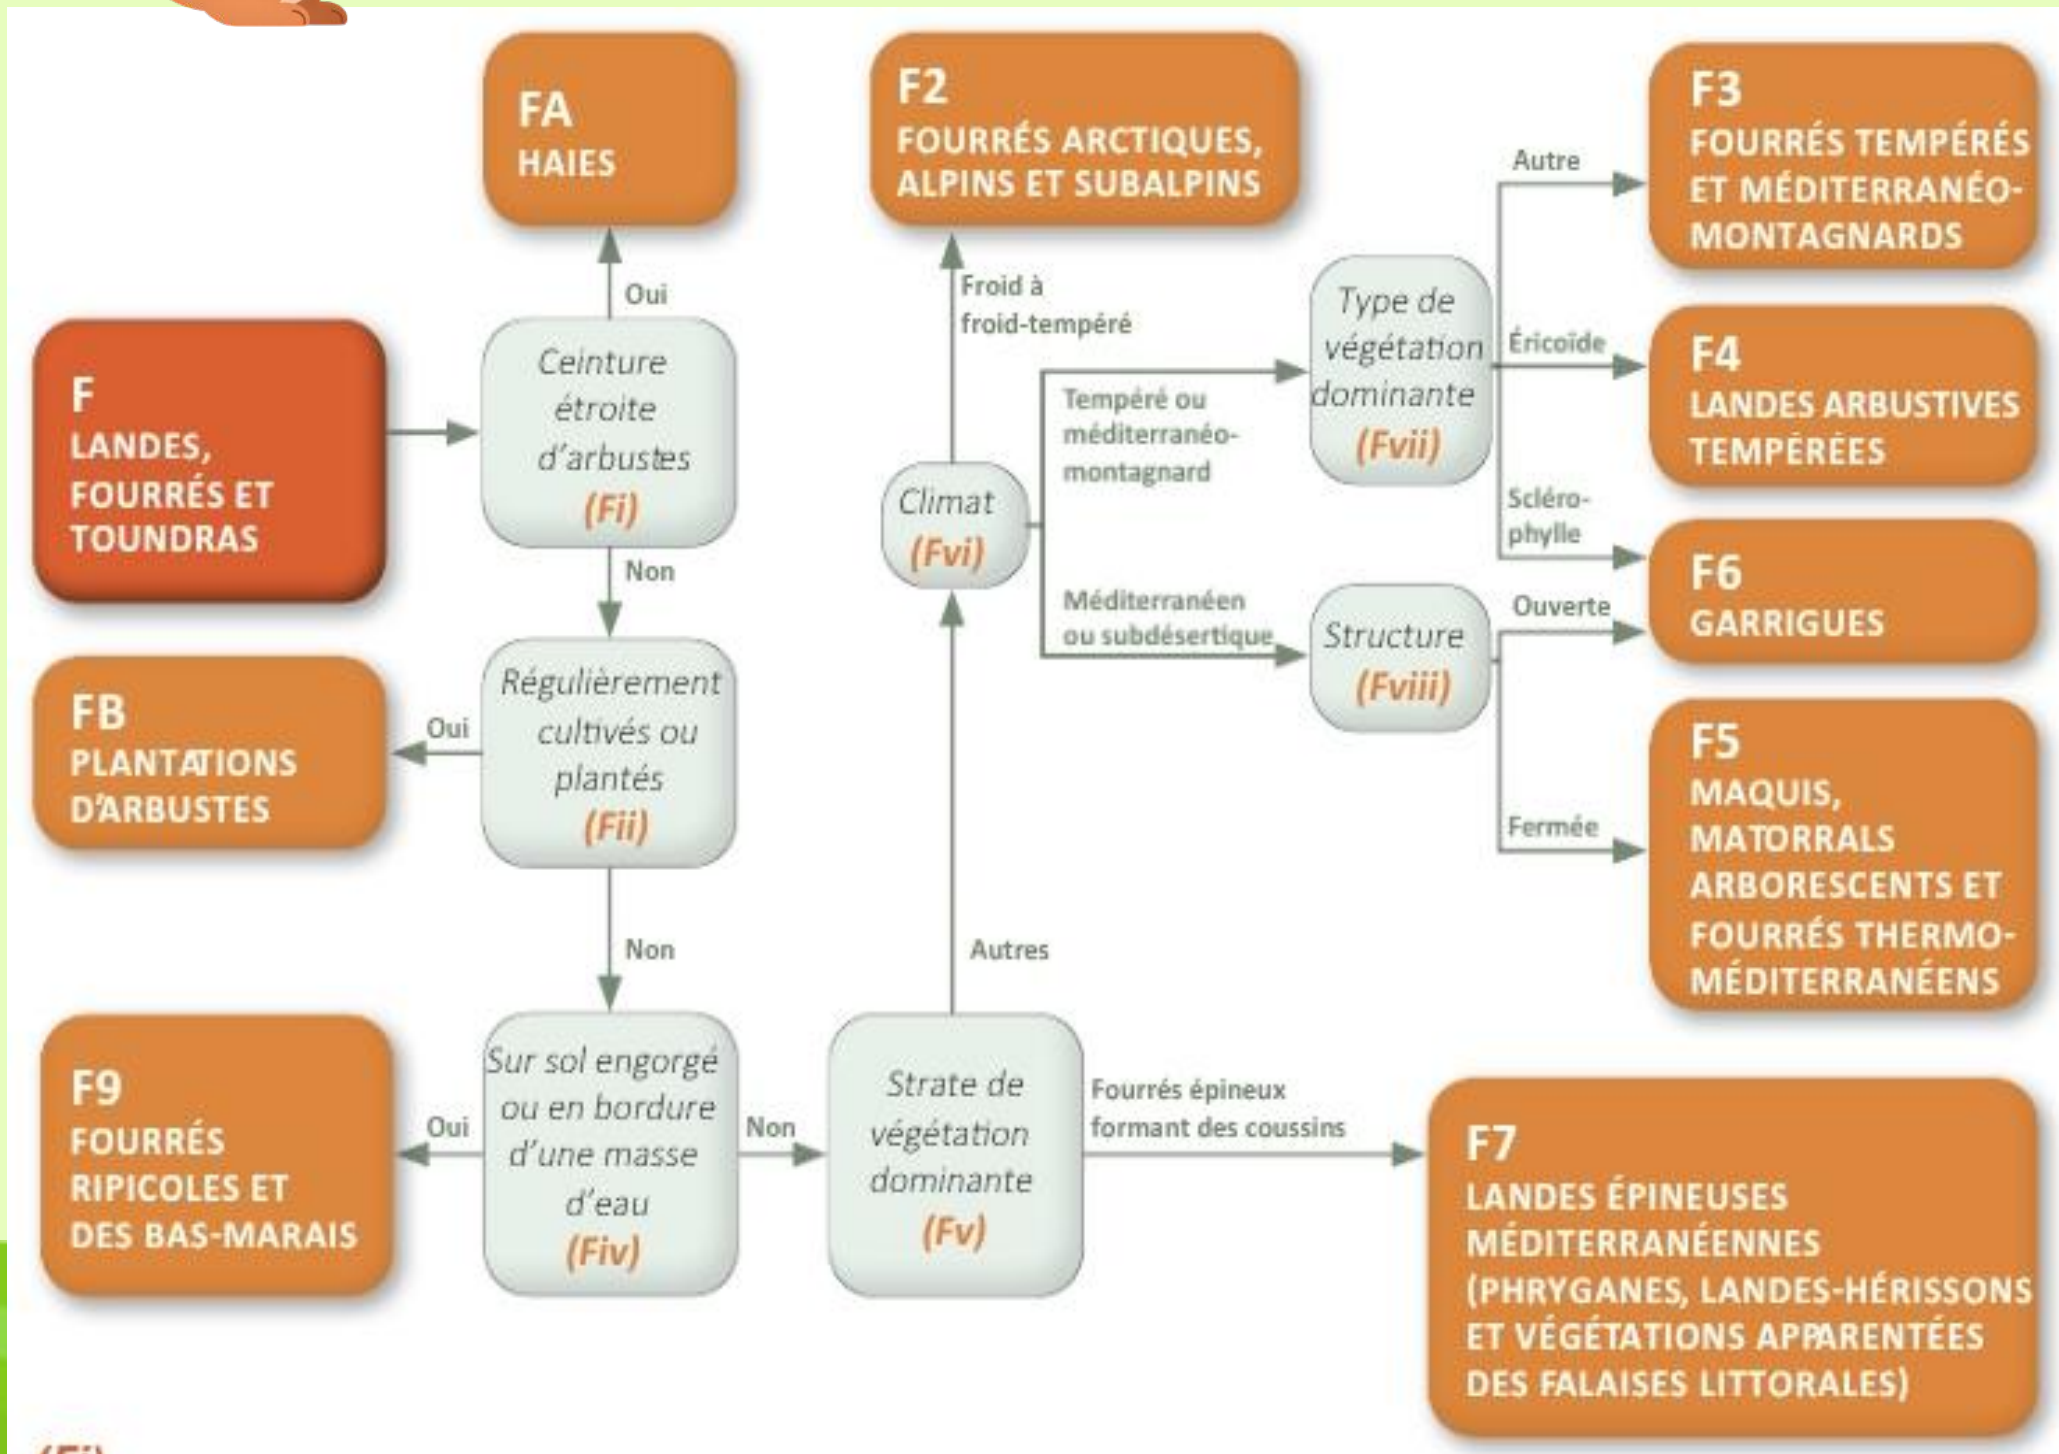 FA
HAIES
F2
FOURRÉS ARCTIQUES,
ALPINS ET SUBALPINS
F3
FOURRÉS TEMPÉRÉS
ET MÉDITERRANÉO-
MONTAGNARDS
Autre
Oui
Froid à
froid-tempéré
Type de
végétation
dominante
(Fvii)
Éricoïde
F4
LANDES ARBUSTIVES
TEMPÉRÉES
F
LANDES,
FOURRÉS ET
TOUNDRAS
Ceinture
étroite
d'arbustes
(Fi)
Tempéré ou
méditerranéo-
montagnard
Climat
(Fvi)
Scléro-
phylle
F6
GARRIGUES
Non
Méditerranéen
ou subdésertique
Structure
(Fviii)
Ouverte
FB
PLANTATIONS
D'ARBUSTES
Oui
Régulièrement
cultivés ou
plantés
(Fii)
Fermée
F5
MAQUIS,
MATORRALS
ARBORESCENTS ET
FOURRÉS THERMO-
MÉDITERRANÉENS
Non
Autres
F9
FOURRÉS
RIPICOLES ET
DES BAS-MARAIS
Oui
Sur sol engorgé
ou en bordure
d'une masse
d'eau
(Fiv)
Non
Strate de
végétation
dominante
(Fv)
Fourrés épineux
formant des coussins
F7
LANDES ÉPINEUSES
MÉDITERRANÉENNES
(PHRYGANES, LANDES-HÉRISSONS
ET VÉGÉTATIONS APPARENTÉES
DES FALAISES LITTORALES)